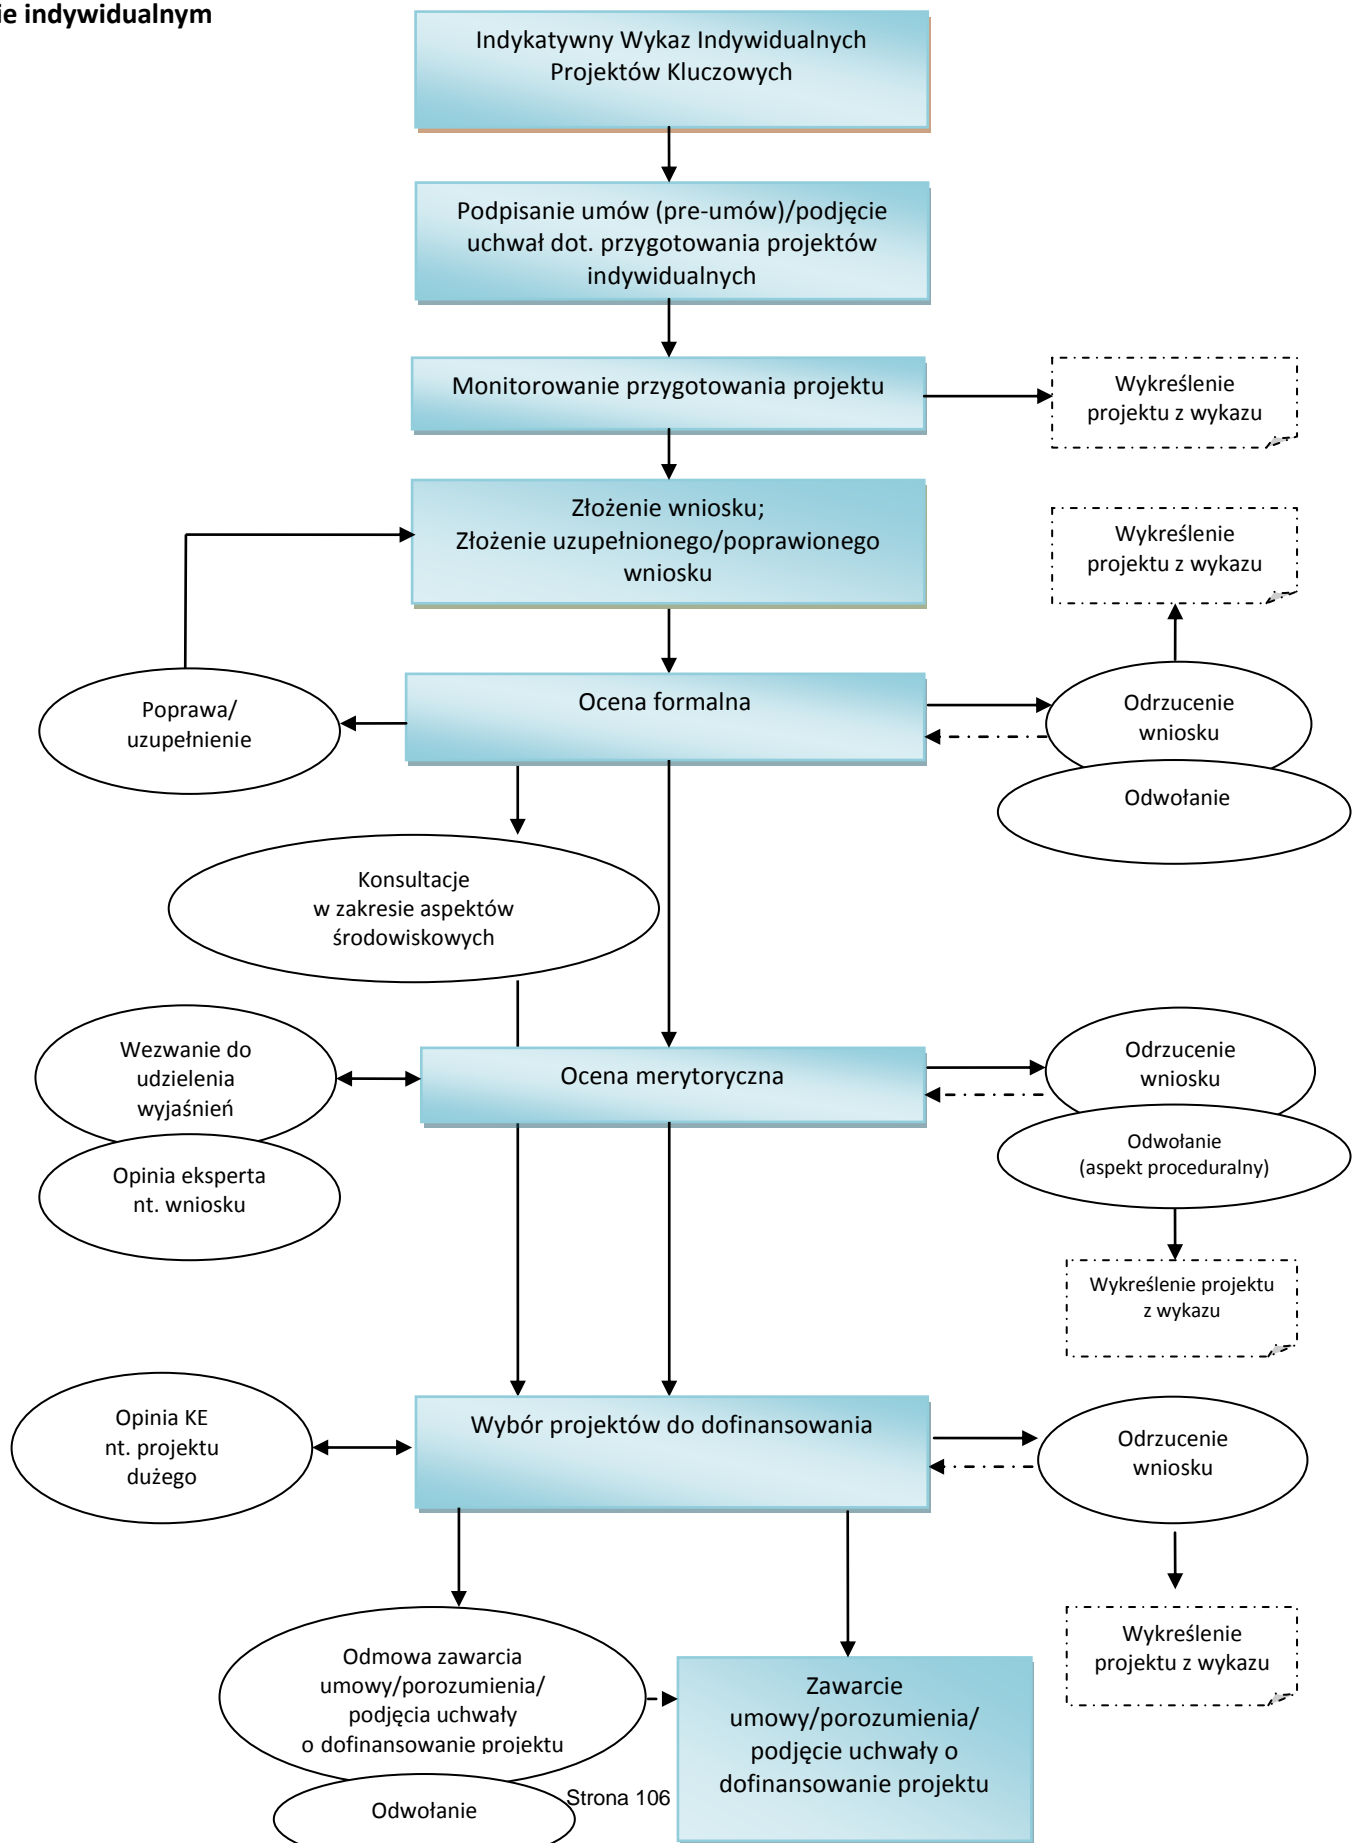 ie indywidualnym
Indykatywny Wykaz Indywidualnych
Projektów Kluczowych
Podpisanie umów (pre-umów)/podjęcie
uchwał dot. przygotowania projektów
indywidualnych
Monitorowanie przygotowania projektu
Wykreślenie
projektu z wykazu
Złożenie wniosku;
Złożenie uzupełnionego/poprawionego
wniosku
Wykreślenie
projektu z wykazu
Poprawa/
uzupełnienie
Ocena formalna
Odrzucenie
wniosku
Odwołanie
Konsultacje
w zakresie aspektów
środowiskowych
Wezwanie do
udzielenia
wyjaśnień
Opinia eksperta
nt. wniosku
Ocena merytoryczna
Odrzucenie
wniosku
Odwołanie
(aspekt proceduralny)
Wykreślenie projektu
z wykazu
Opinia KE
nt. projektu
dużego
Wybór projektów do dofinansowania
Odrzucenie
wniosku
Wykreślenie
projektu z wykazu
Odmowa zawarcia
umowy/porozumienia/
podjęcia uchwały
o dofinansowanie projektu
Odwołanie
Zawarcie
umowy/porozumienia/
podjęcie uchwały o
dofinansowanie projektu
Strona 106